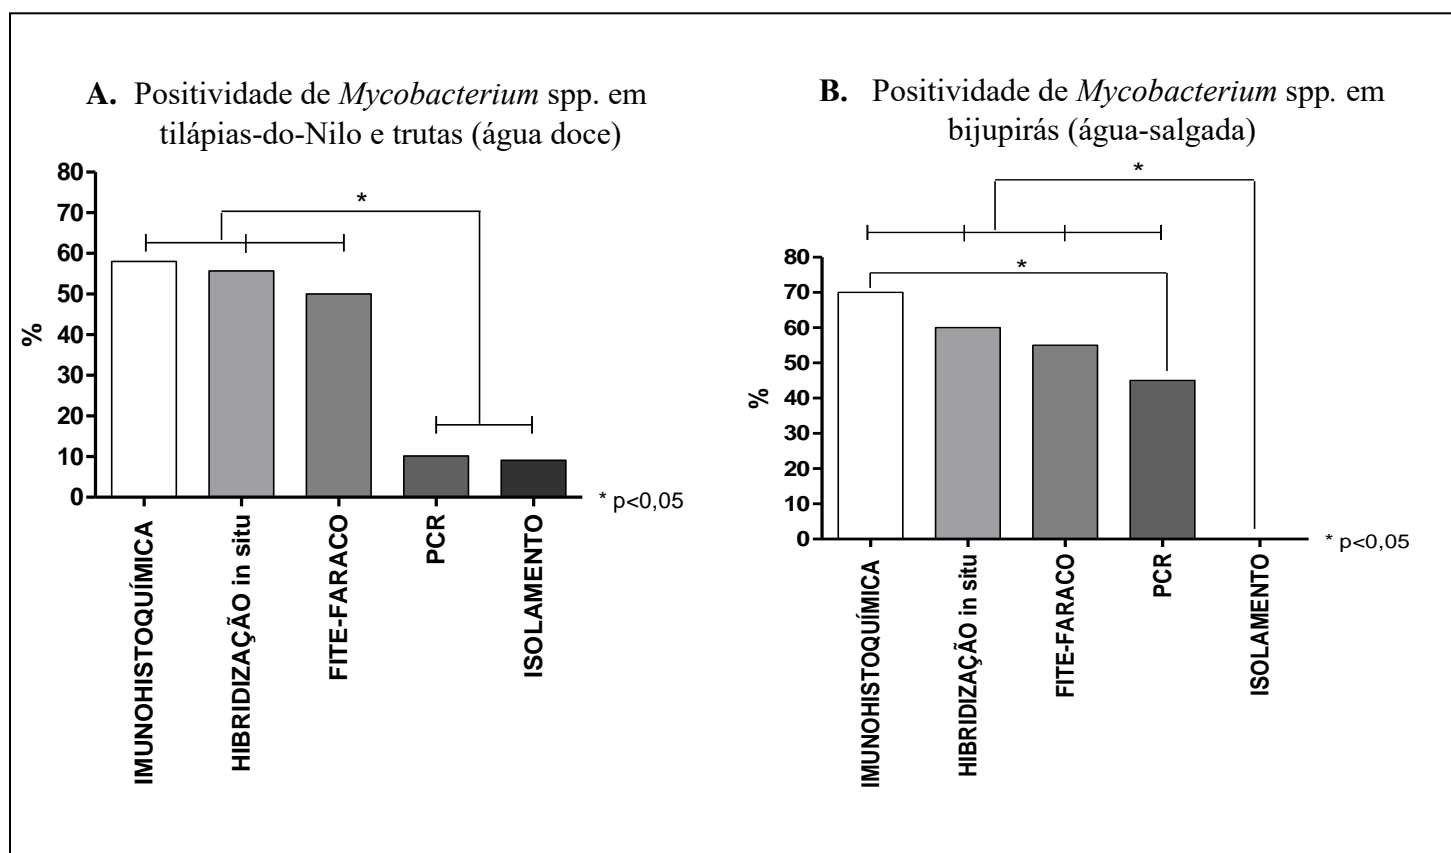 A. Positividade de Mycobacterium spp. em
tilápias-do-Nilo e trutas (água doce)
80
70
60
50
40
30
20
10
0
%
*
* p<0,05
IMUNOHISTOQUÍMICA
HIBRIDIZAÇÃO in situ
FITE-FARACO
PCR
ISOLAMENTO
B. Positividade de Mycobacterium spp. em
bijupirás (água-salgada)
*
*
80
70
60
50
40
30
20
10
0
%
* p<0,05
IMUNOHISTOQUÍMICA
HIBRIDIZAÇÃO in situ
FITE-FARACO
PCR
ISOLAMENTO